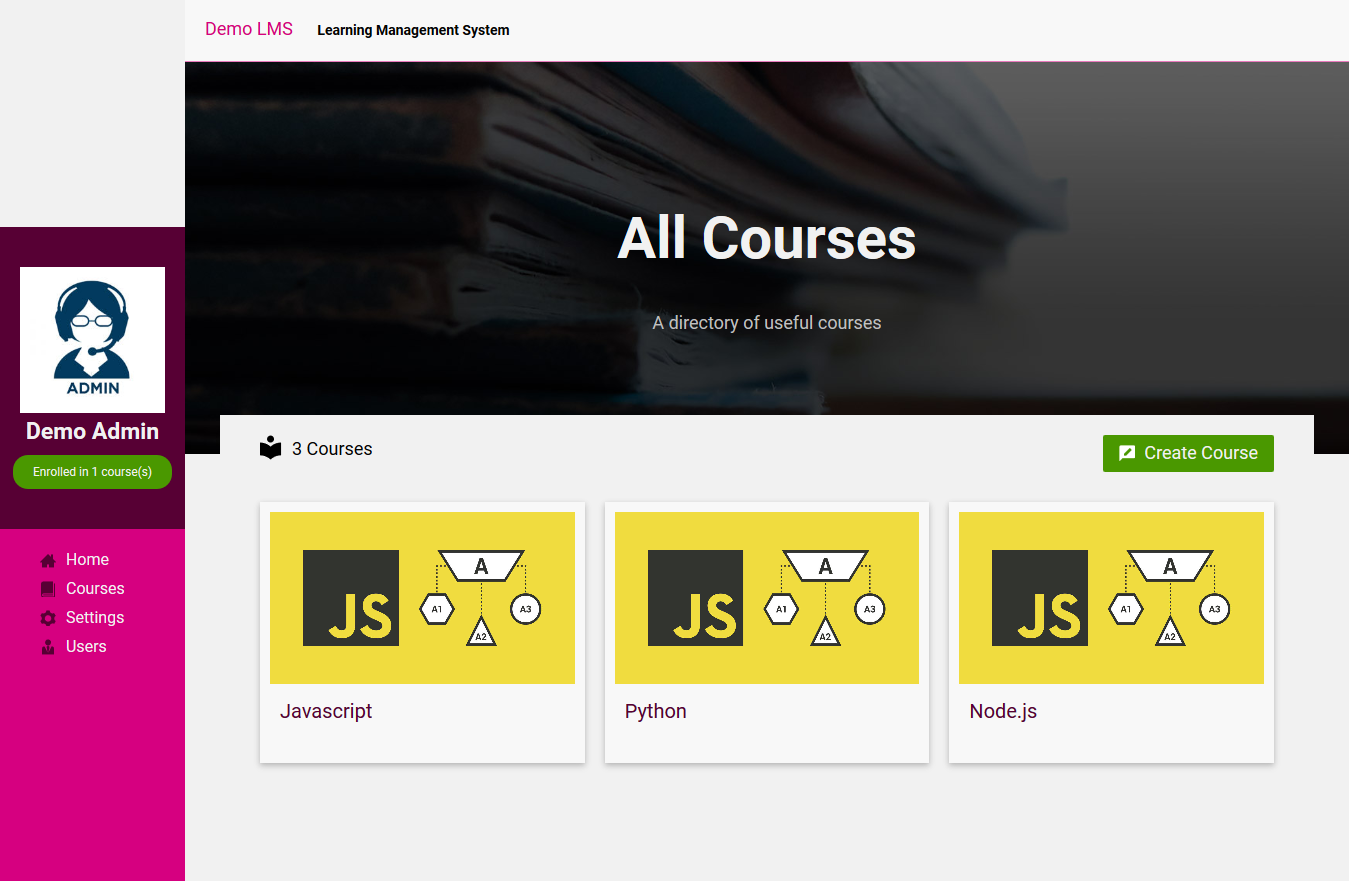 Demo LMS Learning Management System
All Courses
A directory of useful courses
ADMIN
Demo Admin
Enrolled in 1 course(s)
Home
Courses
Settings
Users
3 Courses
Create Course
JS
A
A1
A2
A3
Javascript
JS
A
A1
A2
A3
Python
JS
A
A1
A2
A3
Node.js